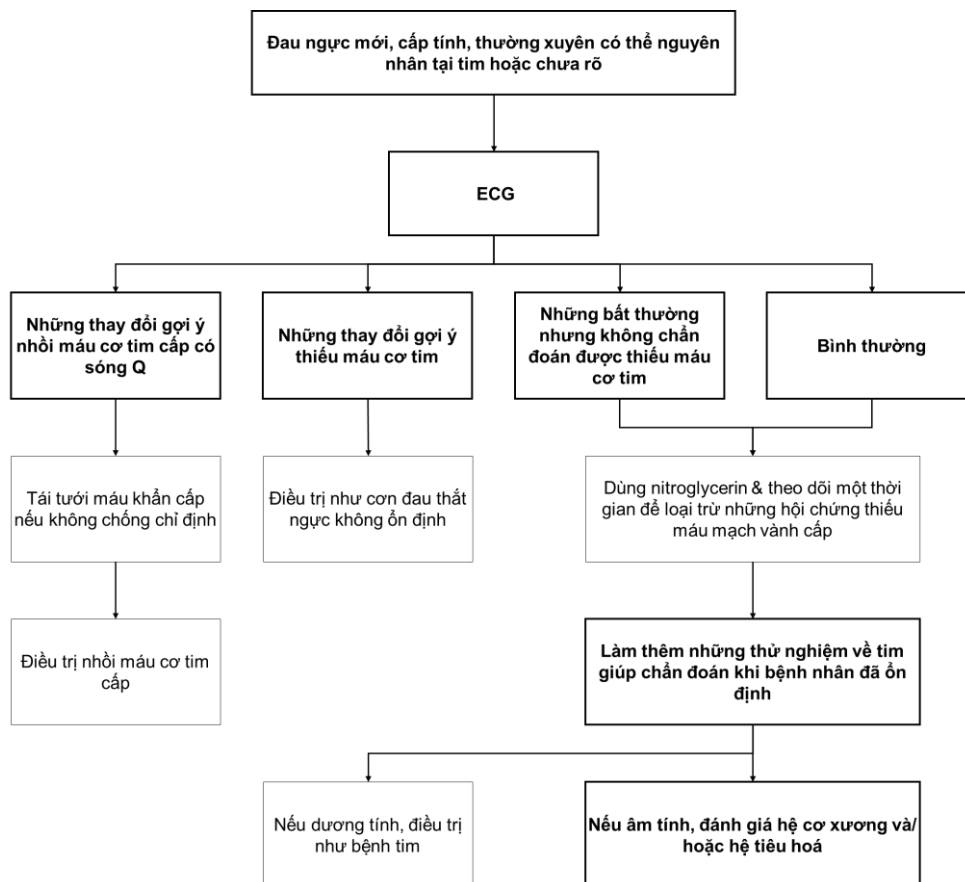 Đau ngực mới, cấp tính, thường xuyên có thể nguyên
nhân tại tim hoặc chưa rõ
ECG
Những thay đổi gợi ý
nhồi máu cơ tim cấp có
sóng Q
Những thay đổi gợi ý
thiếu máu cơ tim
Những bất thường
nhưng không chẩn
đoán được thiếu máu
cơ tim
Bình thường
Tái tưới máu khẩn cấp
nếu không chống chỉ định
Điều trị như cơn đau thắt
ngực không ổn định
Dùng nitroglycerin & theo dõi một thời
gian để loại trừ những hội chứng thiếu
máu mạch vành cấp
Điều trị nhồi máu cơ tim
cấp
Làm thêm những thử nghiệm về tim
giúp chẩn đoán khi bệnh nhân đã ổn
định
Nếu dương tính, điều trị
như bệnh tim
Nếu âm tính, đánh giá hệ cơ xương và/
hoặc hệ tiêu hoá